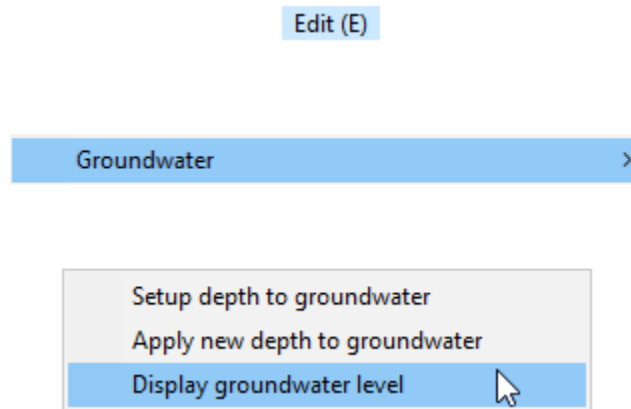 Edit (E)
Groundwater
Setup depth to groundwater
Apply new depth to groundwater
Display groundwater level